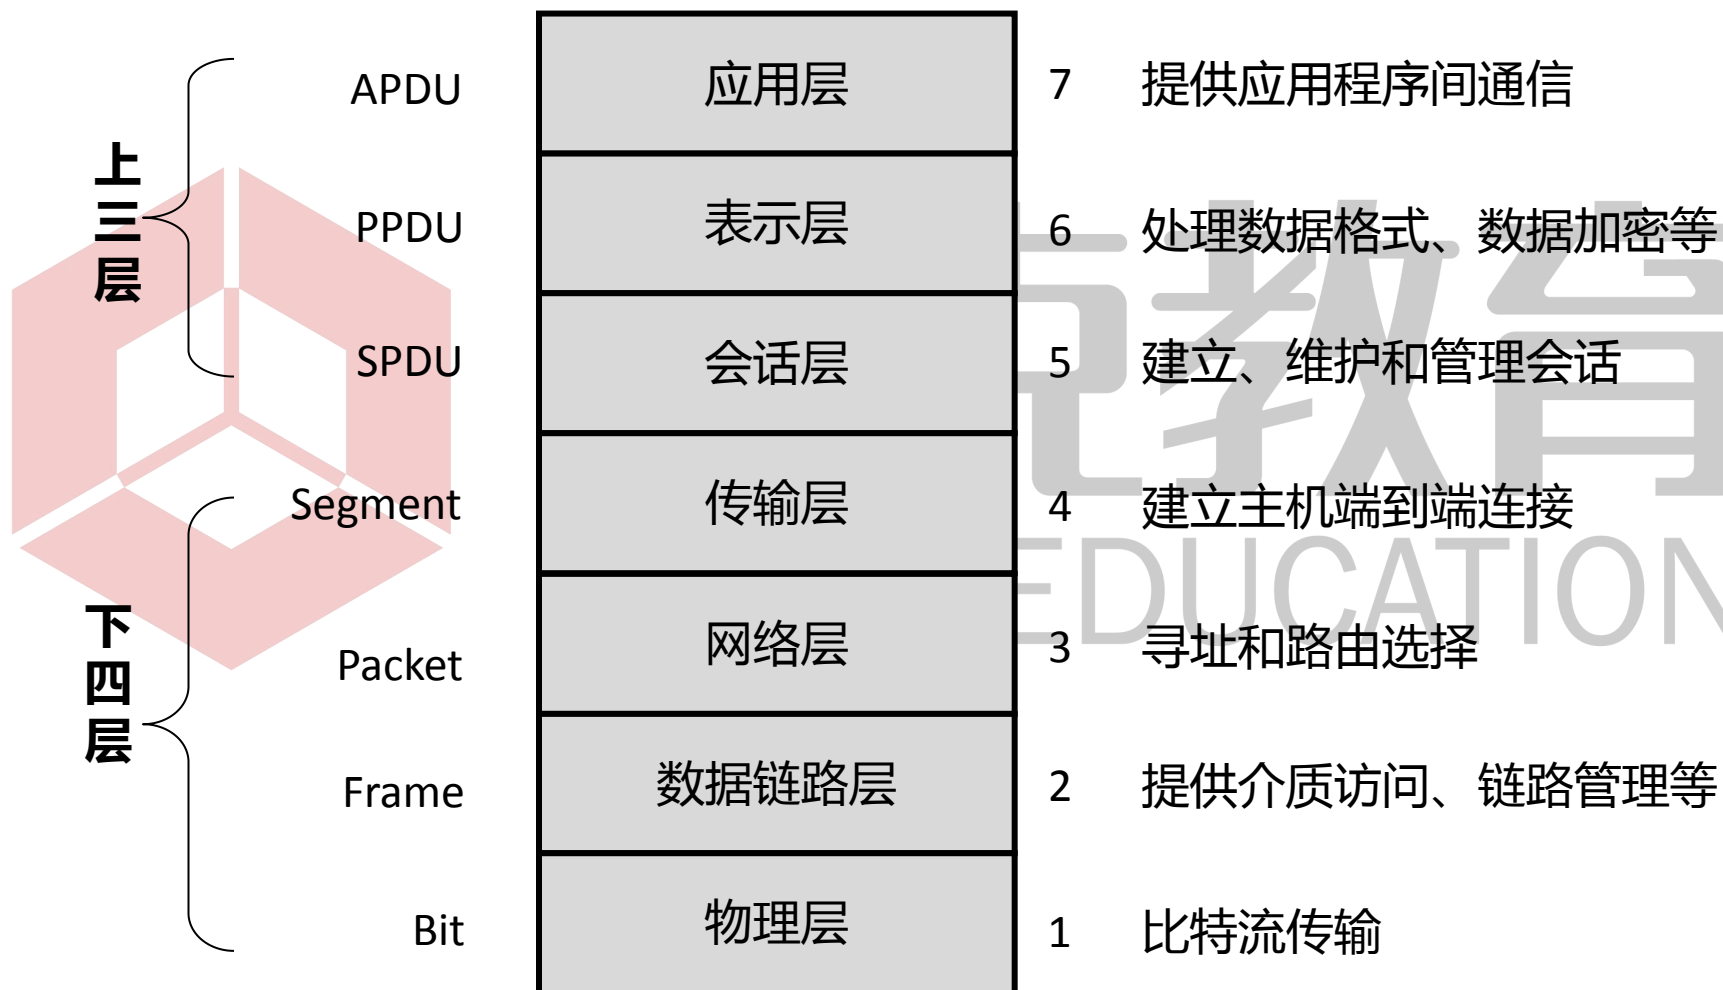 APDU 应用层 7 提供应用程序间通信
上三层
PPDU 表示层 6 处理数据格式、数据加密等
SPDU 会话层 5 建立、维护和管理会话
Segment 传输层 4 建立主机端到端连接
下四层
Packet 网络层 3 寻址和路由选择
Frame 数据链路层 2 提供介质访问、链路管理等
Bit 物理层 1 比特流传输
教育
EDUCATION